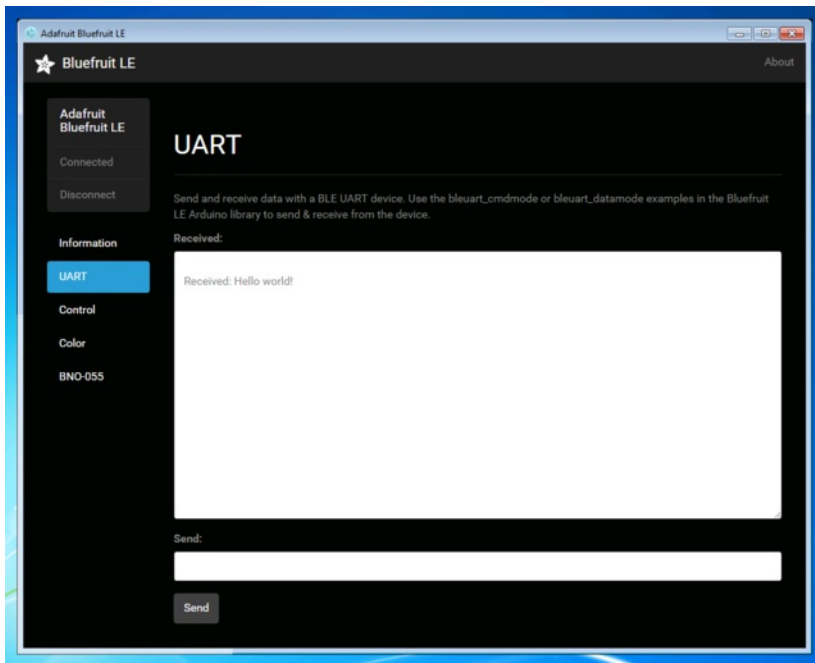 Adafruit Bluefruit LE
Bluefruit LE
About
Adafruit
Bluefruit LE
Connected
Disconnect
Information
UART
Control
Color
BNO-055
UART
Send and receive data with a BLE UART device. Use the bleuart_cmdmode or bleuart_datamode examples in the Bluefruit
LE Arduino library to send & receive from the device.
Received:
Received: Hello world!
Send:
Send